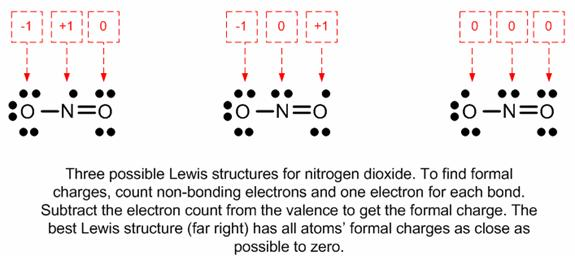 -1 +1 0 -1 0 +1 0 0 0
O N O O N O O N O
Three possible Lewis structures for nitrogen dioxide. To find formal
charges, count non-bonding electrons and one electron for each bond.
Subtract the electron count from the valence to get the formal charge. The
best Lewis structure (far right) has all atoms' formal charges as close as
possible to zero.